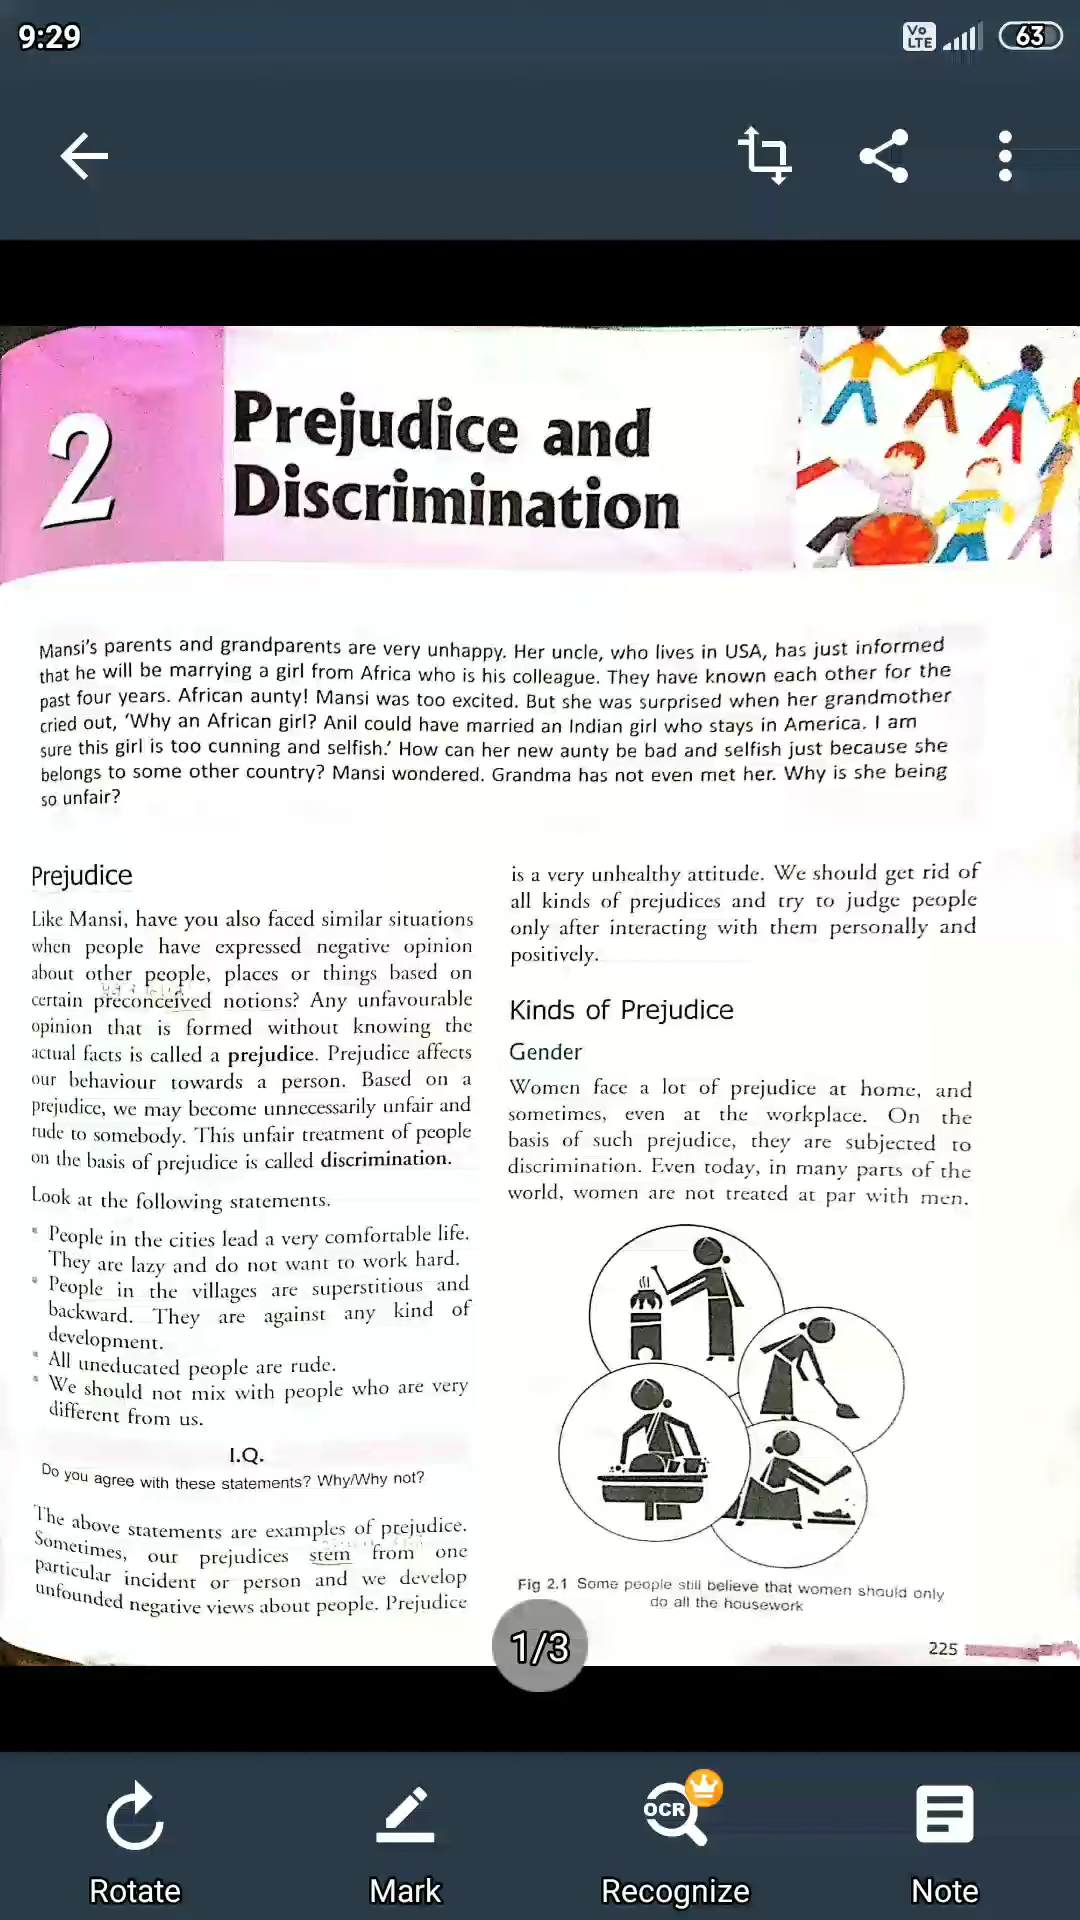 9:29
Vo
LTE
63
2
Prejudice and
Discrimination
Mansi's parents and grandparents are very unhappy. Her uncle, who lives in USA, has just informed
that he will be marrying a girl from Africa who is his colleague. They have known each other for the
past four years. African aunty! Mansi was too excited. But she was surprised when her grandmother
cried out, 'Why an African girl? Anil could have married an Indian girl who stays in America. I am
sure this girl is too cunning and selfish.' How can her new aunty be bad and selfish just because she
belongs to some other country? Mansi wondered. Grandma has not even met her. Why is she being
so unfair?
Prejudice
Like Mansi, have you also faced similar situations
when people have expressed negative opinion
about other people, places or things based on
certain preconceived notions? Any unfavourable
opinion that is formed without knowing the
actual facts is called a prejudice. Prejudice affects
our behaviour towards a person. Based on a
prejudice, we may become unnecessarily unfair and
rude to somebody. This unfair treatment of people
on the basis of prejudice is called discrimination.
Look at the following statements.
People in the cities lead a very comfortable life.
They are lazy and do not want to work hard.
People in the villages are superstitious and
backward. They are against any kind of
development.
All uneducated people are rude.
We should not mix with people who are very
different from us.
I.Q.
Do you agree with these statements? Why/Why not?
The above statements are examples of prejudice.
Sometimes, our prejudices stem from one
particular incident or person and we develop
unfounded negative views about people. Prejudice
is a very unhealthy attitude. We should get rid of
all kinds of prejudices and try to judge people
only after interacting with them personally and
positively.
Kinds of Prejudice
Gender
Women face a lot of prejudice at home, and
sometimes, even at the workplace. On the
basis of such prejudice, they are subjected to
discrimination. Even today, in many parts of the
world, women are not treated at par with men.
Fig 2.1 Some people still believe that women should only
do all the housework
225
1/3
OCR
Rotate
Mark
Recognize
Note